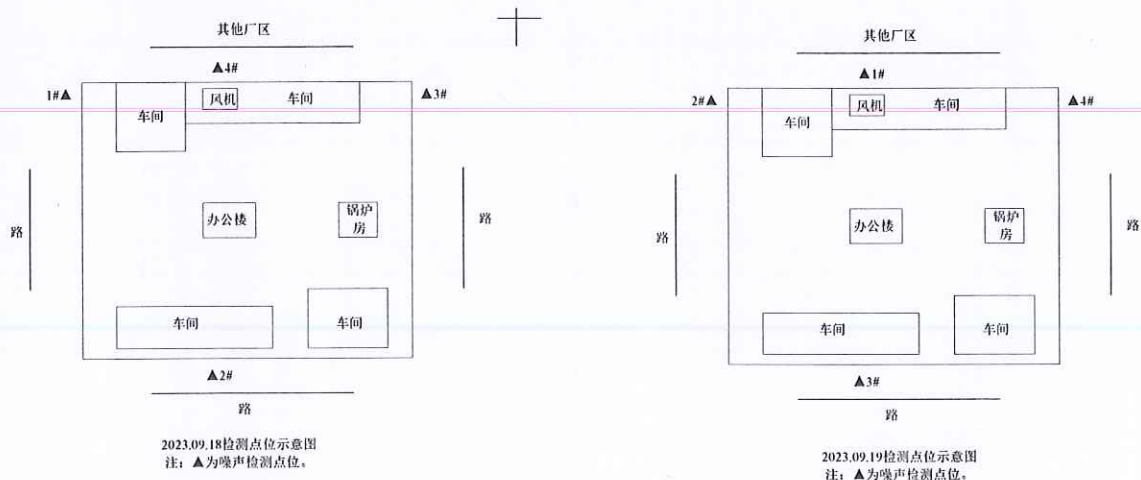 其他厂区
▲4#
1#▲
风机
车间
▲3#
车间
路
办公楼
锅炉
房
路
车间
车间
▲2#
路
2023.09.18检测点位示意图
注：▲为噪声检测点位。
其他厂区
▲1#
2#▲
风机
车间
▲4#
车间
路
办公楼
锅炉
房
路
车间
车间
▲3#
路
2023.09.19检测点位示意图
注：▲为噪声检测点位。